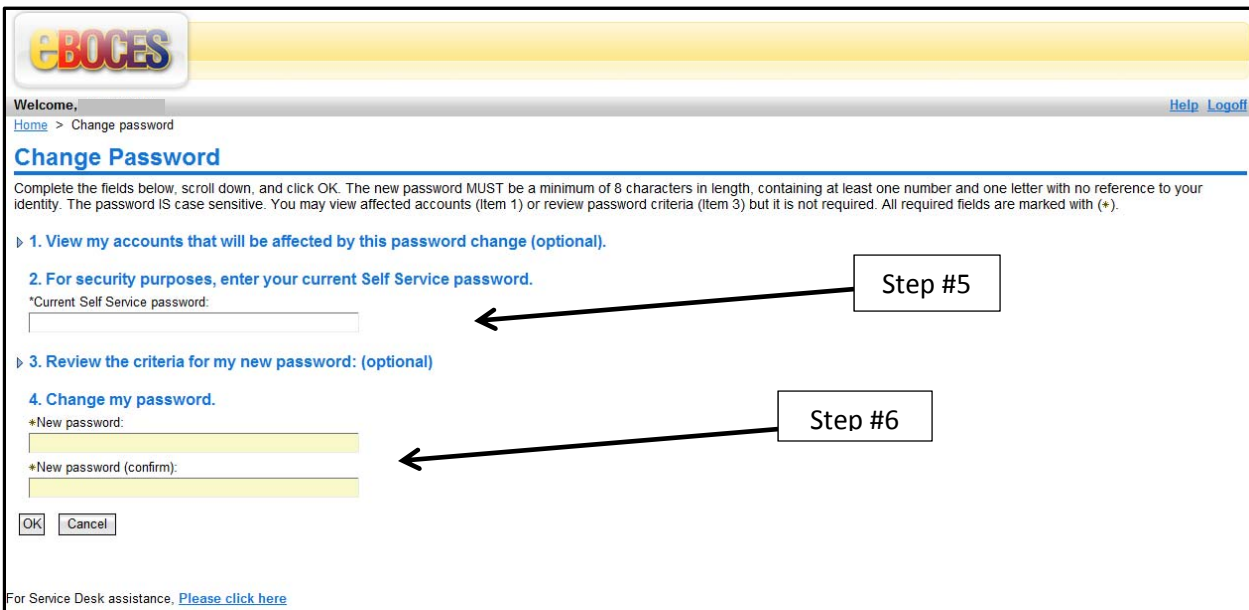 eBOCES
Welcome,
Help Logoff
Home > Change password
Change Password
Complete the fields below, scroll down, and click OK. The new password MUST be a minimum of 8 characters in length, containing at least one number and one letter with no reference to your
identity. The password IS case sensitive. You may view affected accounts (Item 1) or review password criteria (Item 3) but it is not required. All required fields are marked with (*).
1. View my accounts that will be affected by this password change (optional).
2. For security purposes, enter your current Self Service password.
Step #5
*Current Self Service password:
3. Review the criteria for my new password: (optional)
4. Change my password.
Step #6
*New password:
*New password (confirm):
OK Cancel
For Service Desk assistance, Please click here